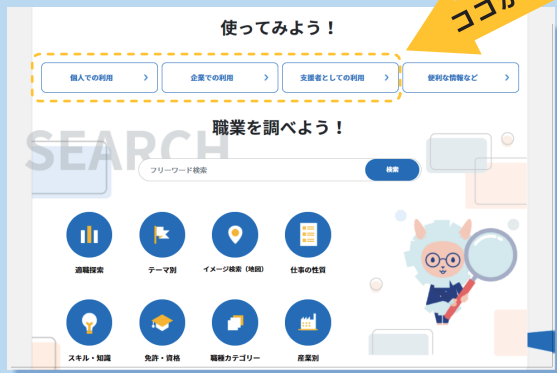 ココが
使ってみよう！
個人での利用
企業での利用
支援者としての利用
便利な情報など
SEARCH
職業を調べよう！
フリーワード検索
検索
適職探索
テーマ別
イメージ検索（地図）
仕事の性質
スキル・知識
免許・資格
職種カテゴリー
産業別